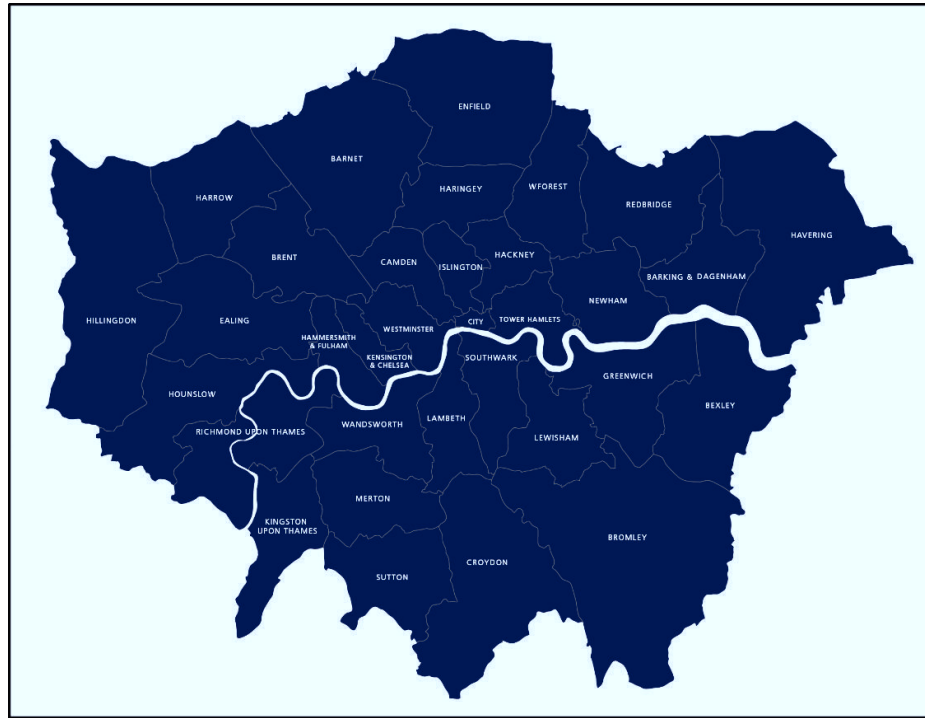 ENFIELD
BARNET
HARINGEY
WFOREST
HARROW
REDBRIDGE
HAVERING
BRENT
CAMDEN
ISLINGTON
HACKNEY
BARKING & DAGENHAM
NEWHAM
HILLINGDON
EALING
WESTMINSTER
CITY
TOWER HAMLETS
HAMMERSMITH
& FULHAM
KENSINGTON
& CHELSEA
SOUTHWARK
GREENWICH
HOUNSLOW
BEXLEY
RICHMOND UPON THAMES
WANDSWORTH
LAMBETH
LEWISHAM
MERTON
KINGSTON
UPON THAMES
BROMLEY
CROYDON
SUTTON